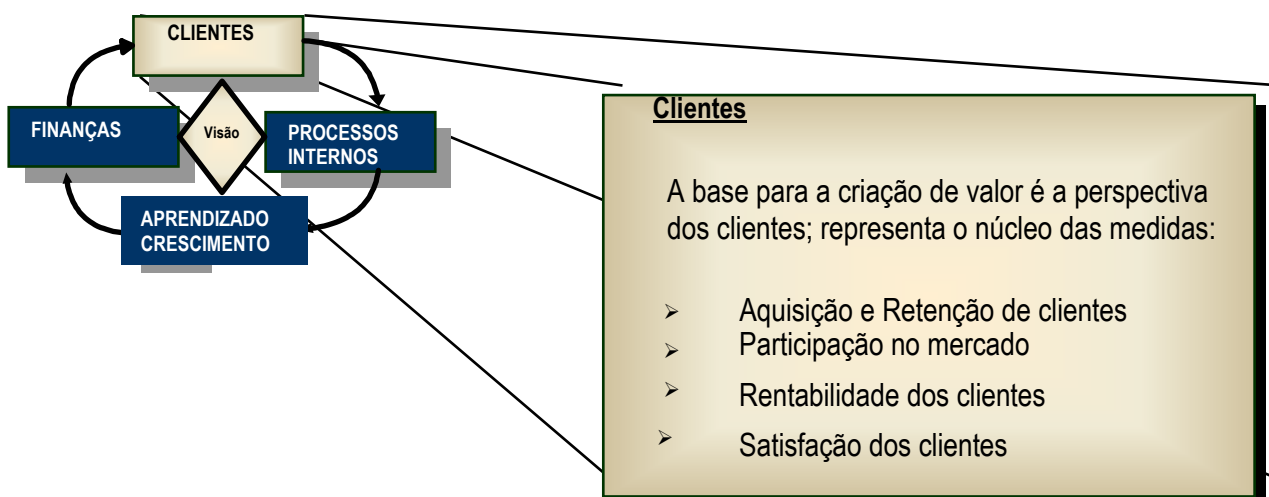 CLIENTES
FINANÇAS
Visão
PROCESSOS
INTERNOS
APRENDIZADO
CRESCIMENTO
Clientes
A base para a criação de valor é a perspectiva
dos clientes; representa o núcleo das medidas:
➢ Aquisição e Retenção de clientes
➢ Participação no mercado
➢ Rentabilidade dos clientes
➢ Satisfação dos clientes